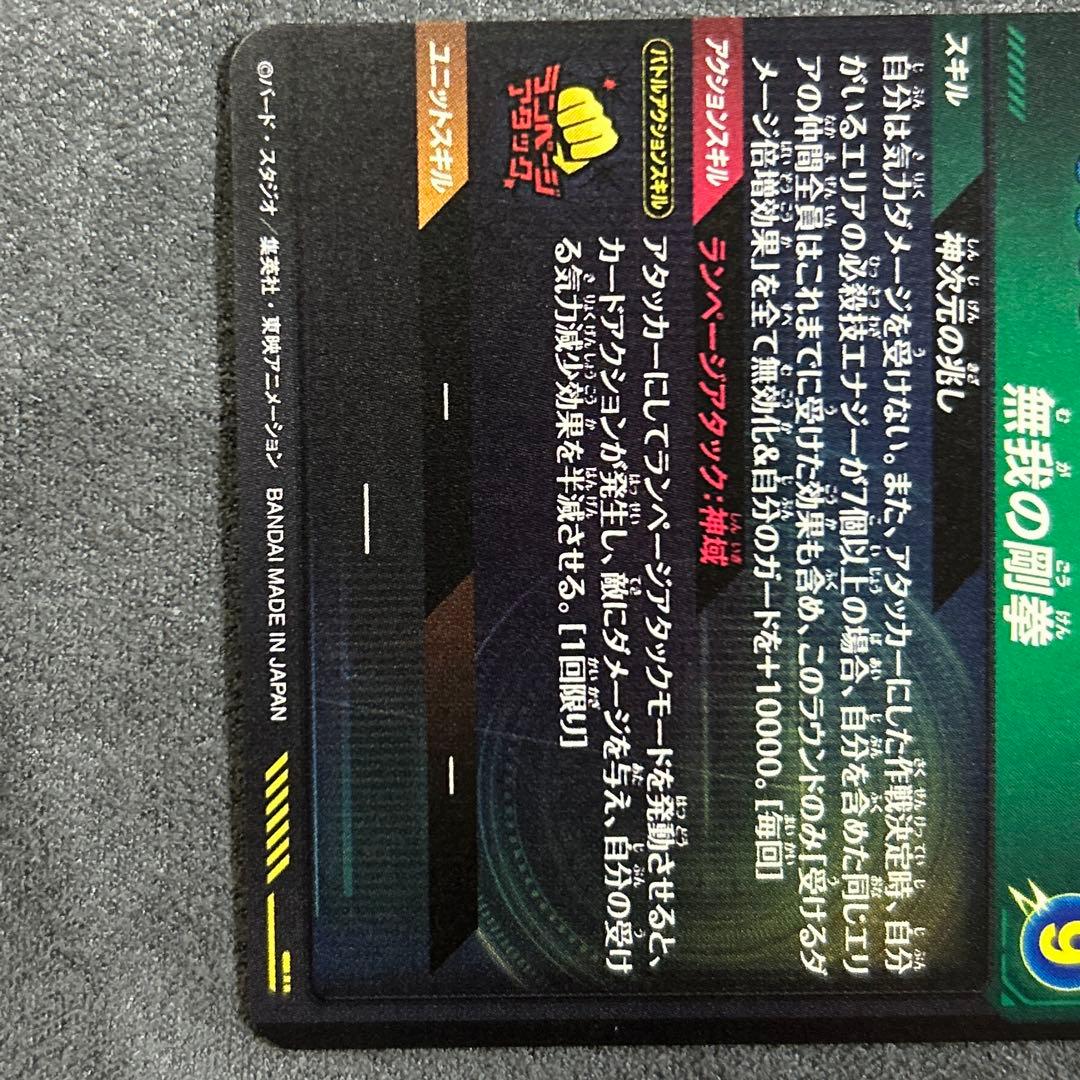 無我の剛拳
9
スキル
神次元の兆し
自分は気力ダメージを受けない。また、アタッカーにした作戦決定時、自分
がいるエリアの必殺技エナジーが7個以上の場合、自分を含めた同じエリ
アの仲間全員はこれまでに受けた効果も含め、このラウンドのみ「受けるダ
メージ倍増効果」を全て無効化&自分のガードを+10000。[毎回]
アクションスキル
ランページアタック:神域
バトルアクションスキル
ランページ
アタック
アタッカーにしてランページアタックモードを発動させると、
カードアクションが発生し、敵にダメージを与え、自分の受け
る気力減少効果を半減させる。[1回限り]
ユニットスキル
ー
ー
ー
©バード・スタジオ／集英社・東映アニメーション BANDAI MADE IN JAPAN